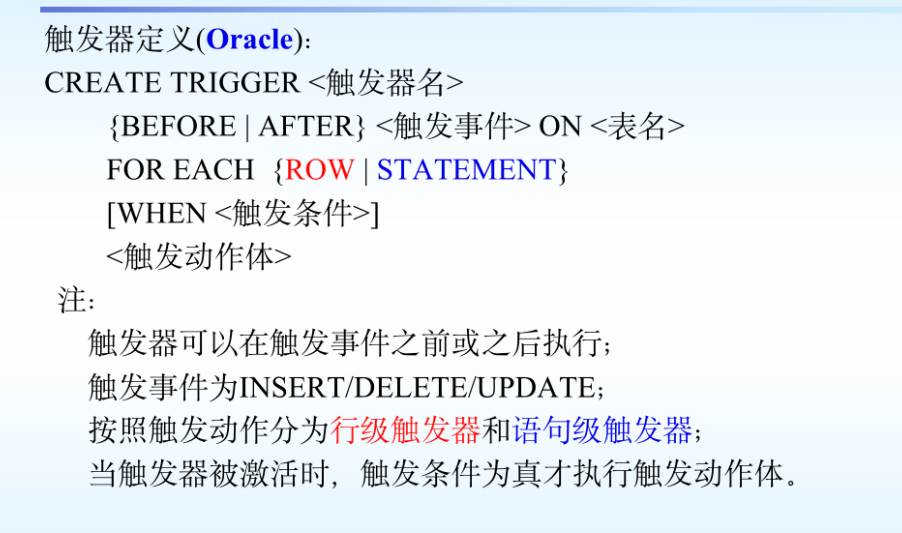 触发器定义(Oracle)：
CREATE TRIGGER <触发器名>
{BEFORE | AFTER} <触发事件> ON <表名>
FOR EACH {ROW | STATEMENT}
[WHEN <触发条件>]
<触发动作体>
注：
触发器可以在触发事件之前或之后执行；
触发事件为INSERT/DELETE/UPDATE；
按照触发动作分为行级触发器和语句级触发器；
当触发器被激活时，触发条件为真才执行触发动作体。